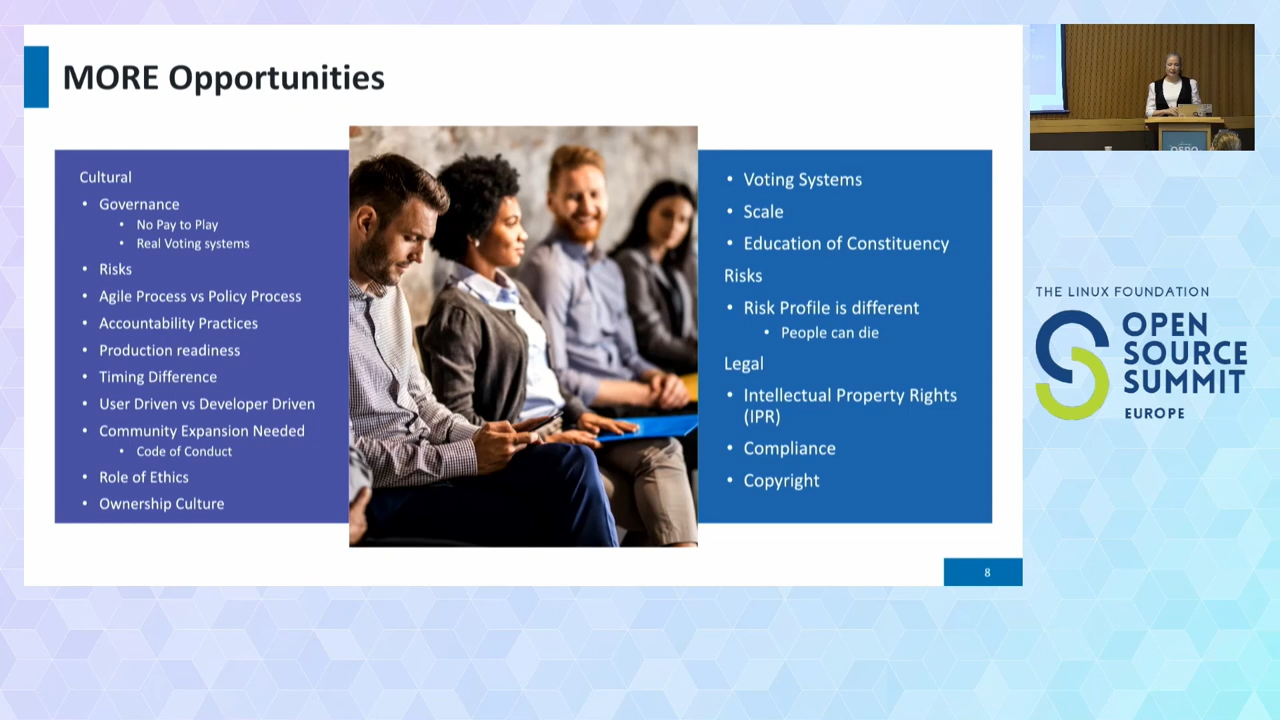 MORE Opportunities
Cultural
• Governance
• No Pay to Play
• Real Voting systems
• Risks
• Agile Process vs Policy Process
• Accountability Practices
• Production readiness
• Timing Difference
• User Driven vs Developer Driven
• Community Expansion Needed
• Code of Conduct
• Role of Ethics
• Ownership Culture
• Voting Systems
• Scale
• Education of Constituency
Risks
• Risk Profile is different
• People can die
Legal
• Intellectual Property Rights
(IPR)
• Compliance
• Copyright
8
OSPO
THE LINUX FOUNDATION
OPEN
SOURCE
SUMMIT
EUROPE